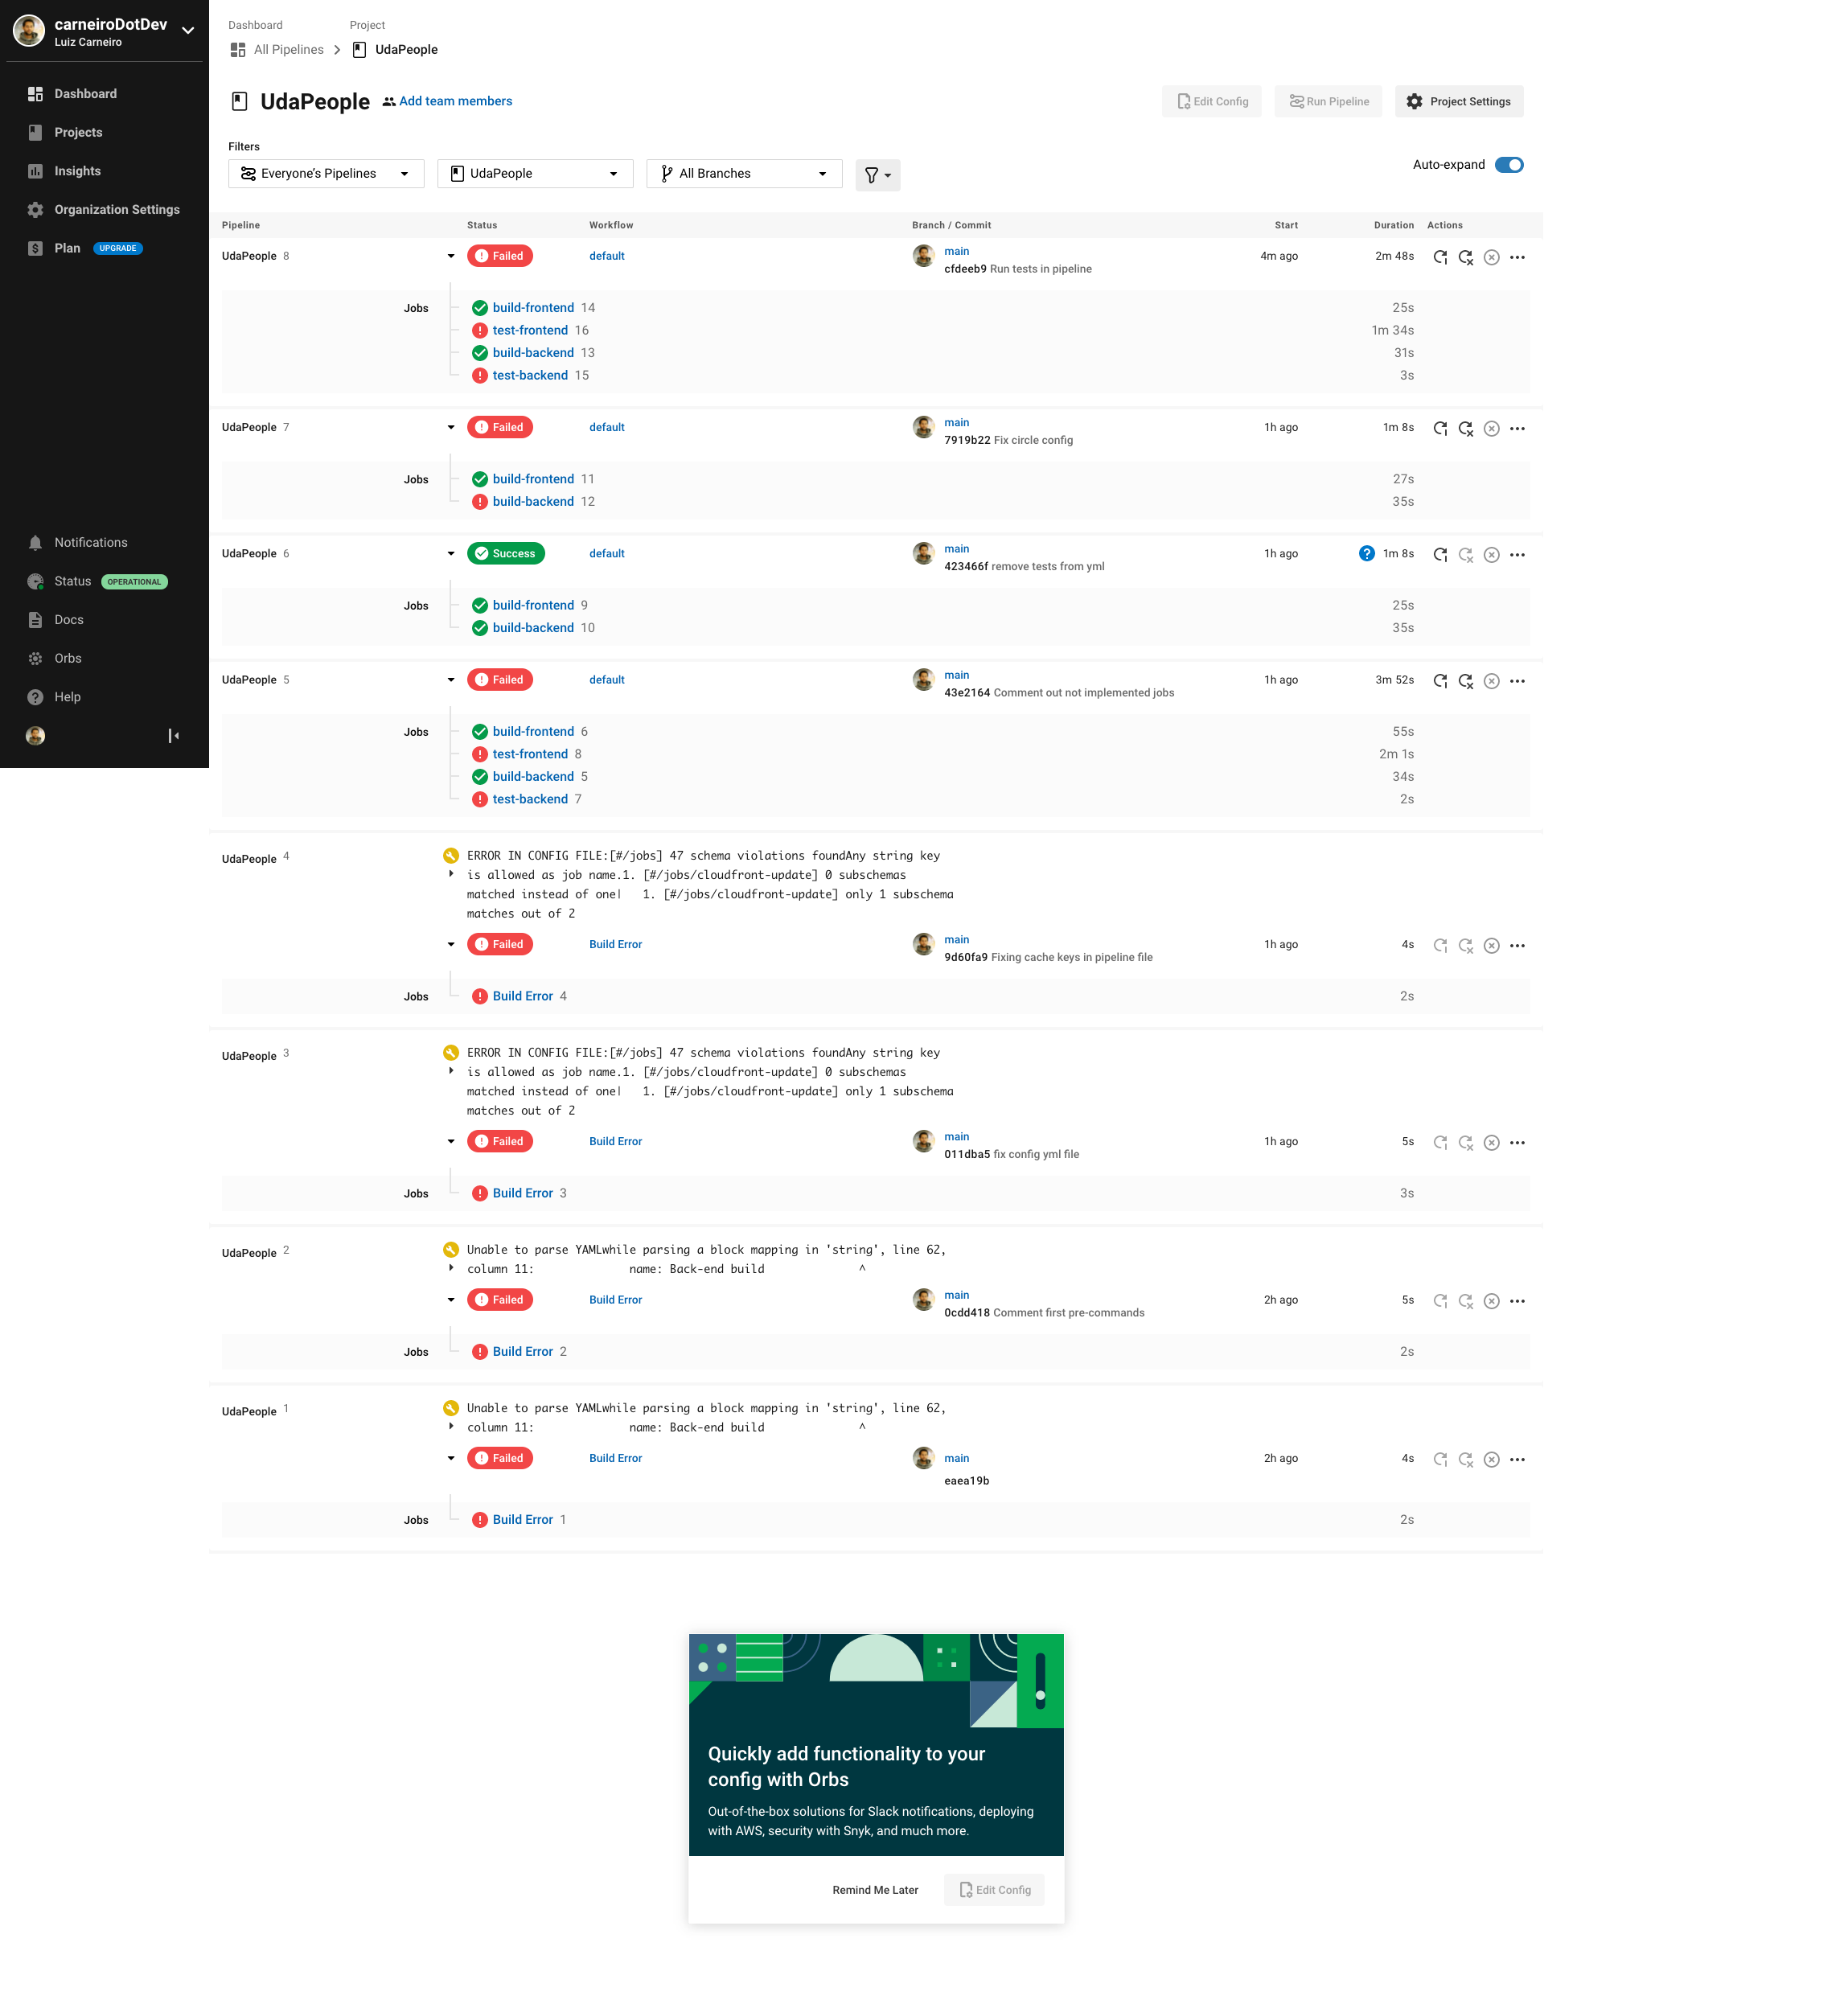 carneiroDotDev
Luiz Carneiro
Dashboard
Projects
Insights
Organization Settings
Plan UPGRADE
Notifications
Status OPERATIONAL
Docs
Orbs
Help
Dashboard Project
All Pipelines UdaPeople
UdaPeople Add team members Edit Config Run Pipeline Project Settings
Filters
Everyone's Pipelines UdaPeople All Branches Auto-expand
Pipeline Status Workflow Branch / Commit Start Duration Actions
UdaPeople 8 Failed default main 4m ago 2m 48s
cfdeeb9 Run tests in pipeline
Jobs build-frontend 14 25s
test-frontend 16 1m 34s
build-backend 13 31s
test-backend 15 3s
UdaPeople 7 Failed default main 1h ago 1m 8s
7919b22 Fix circle config
Jobs build-frontend 11 27s
build-backend 12 35s
UdaPeople 6 Success default main 1h ago ? 1m 8s
423466f remove tests from yml
Jobs build-frontend 9 25s
build-backend 10 35s
UdaPeople 5 Failed default main 1h ago 3m 52s
43e2164 Comment out not implemented jobs
Jobs build-frontend 6 55s
test-frontend 8 2m 1s
build-backend 5 34s
test-backend 7 2s
UdaPeople 4 ERROR IN CONFIG FILE:[#/jobs] 47 schema violations foundAny string key
is allowed as job name.1. [#/jobs/cloudfront-update] 0 subschemas
matched instead of one| 1. [#/jobs/cloudfront-update] only 1 subschema
matches out of 2
Failed Build Error main 1h ago 4s
9d60fa9 Fixing cache keys in pipeline file
Jobs Build Error 4 2s
UdaPeople 3 ERROR IN CONFIG FILE:[#/jobs] 47 schema violations foundAny string key
is allowed as job name.1. [#/jobs/cloudfront-update] 0 subschemas
matched instead of one| 1. [#/jobs/cloudfront-update] only 1 subschema
matches out of 2
Failed Build Error main 1h ago 5s
011dba5 fix config yml file
Jobs Build Error 3 3s
UdaPeople 2 Unable to parse YAMLwhile parsing a block mapping in 'string', line 62,
column 11: name: Back-end build ^
Failed Build Error main 2h ago 5s
0cdd418 Comment first pre-commands
Jobs Build Error 2 2s
UdaPeople 1 Unable to parse YAMLwhile parsing a block mapping in 'string', line 62,
column 11: name: Back-end build ^
Failed Build Error main 2h ago 4s
eaea19b
Jobs Build Error 1 2s
Quickly add functionality to your
config with Orbs
Out-of-the-box solutions for Slack notifications, deploying
with AWS, security with Snyk, and much more.
Remind Me Later Edit Config